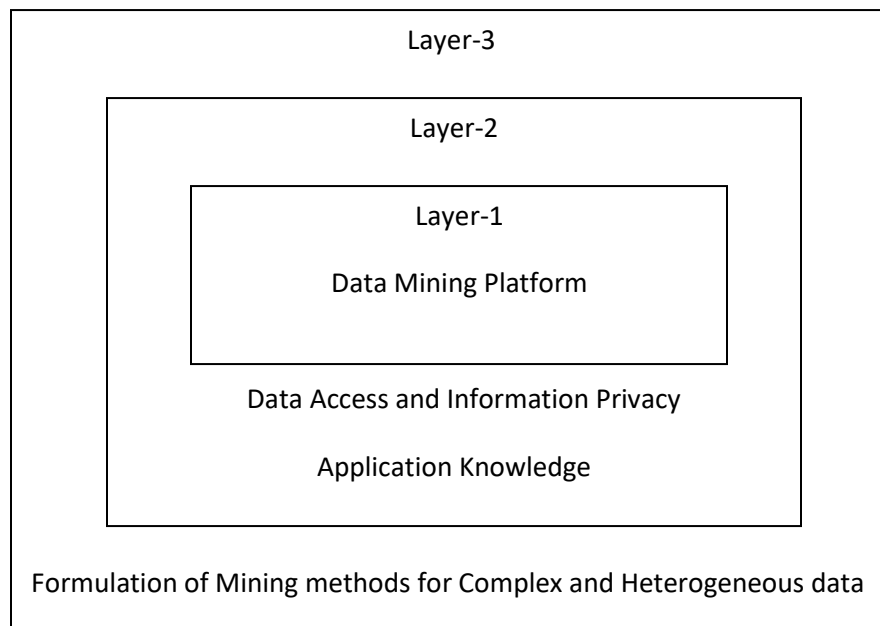 Layer-3
Layer-2
Layer-1
Data Mining Platform
Data Access and Information Privacy
Application Knowledge
Formulation of Mining methods for Complex and Heterogeneous data